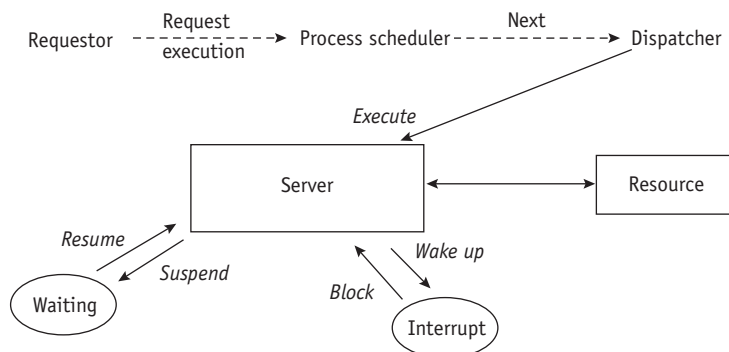 Request
Next
Requestor
Process scheduler
Dispatcher
execution
Execute
Server
Resource
Resume
Wake up
Suspend
Block
Waiting
Interrupt